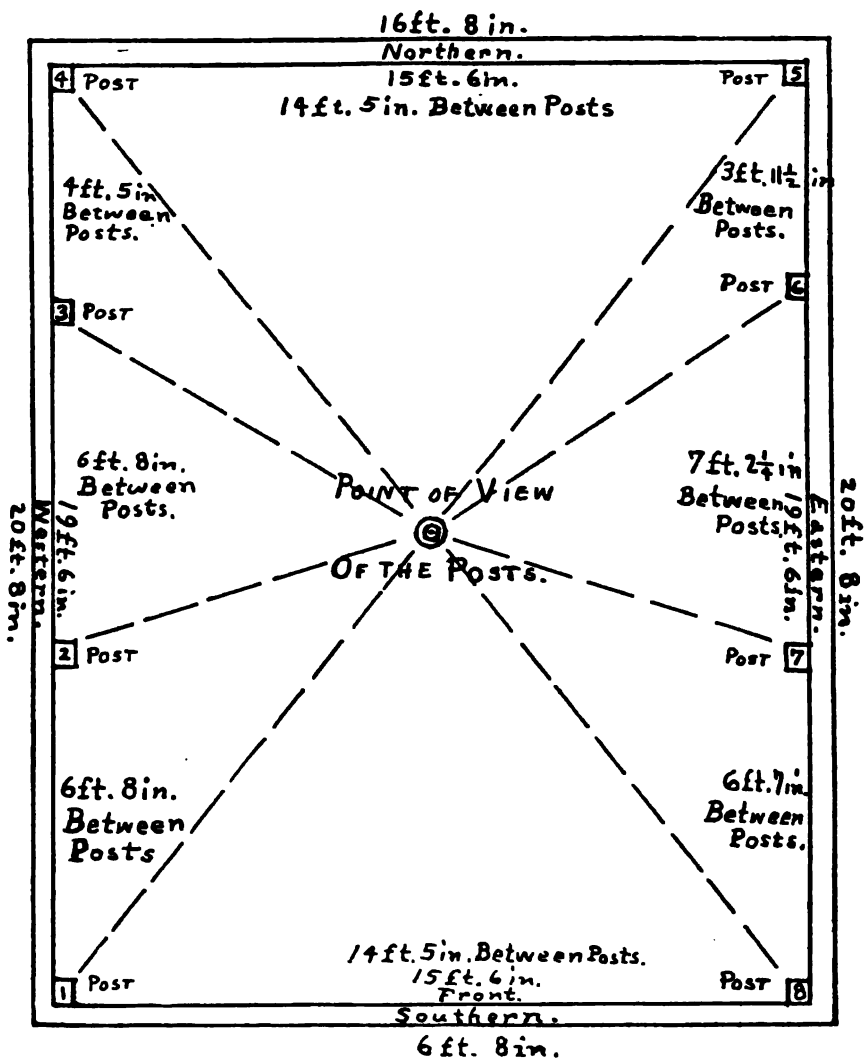 16ft. 8in.
Northern.
15ft. 6in.
14ft. 5in. Between Posts
4 Post
Post 5
4ft. 5in
Between
Posts.
3ft. 11½ in
Between
Posts.
3 Post
Post 6
6ft. 8in.
Between
Posts.
7ft. 2¼ in
Between
Posts.
Point of View
Of the Posts.
20ft. 8in.
Western.
19ft. 6in.
19ft. 6in.
Eastern.
20ft. 8in.
2 Post
Post 7
6ft. 8in.
Between
Posts
6ft. 7in.
Between
Posts.
14ft. 5in. Between Posts.
15ft. 6in.
Front.
1 Post
Post 8
Southern.
6ft. 8in.